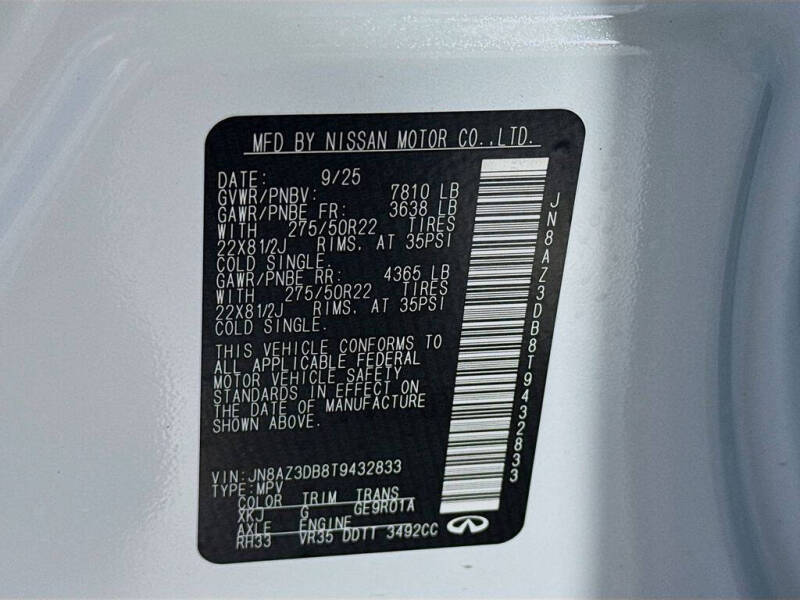 MFD BY NISSAN MOTOR CO.,LTD.
DATE: 9/25
GVWR/PNBV: 7810 LB
GAWR/PNBE FR: 3638 LB
WITH 275/50R22 TIRES
22X81/2J RIMS. AT 35PSI
COLD SINGLE.
GAWR/PNBE RR: 4365 LB
WITH 275/50R22 TIRES
22X81/2J RIMS. AT 35PSI
COLD SINGLE.
THIS VEHICLE CONFORMS TO
ALL APPLICABLE FEDERAL
MOTOR VEHICLE SAFETY
STANDARDS IN EFFECT ON
THE DATE OF MANUFACTURE
SHOWN ABOVE.
VIN:JN8AZ3DB8T9432833
TYPE:MPV
COLOR TRIM TRANS
XKJ G GE9R01A
AXLE ENGINE
RH33 VR35 DDTT 3492CC
JN8AZ3DB8T9432833